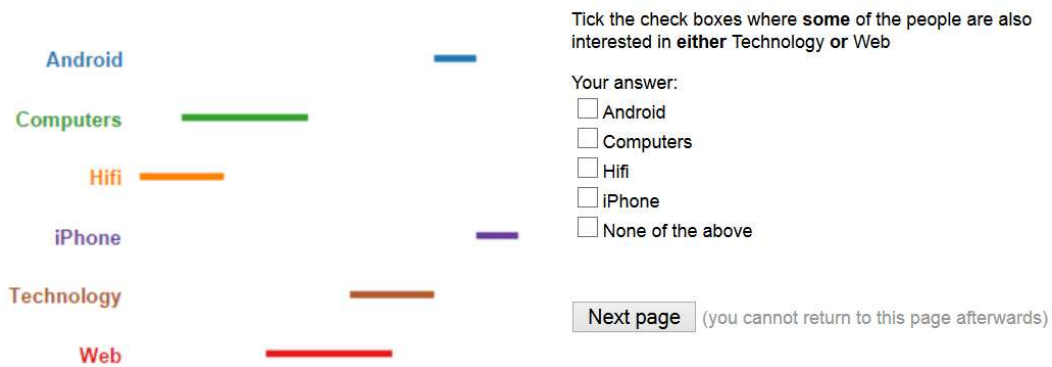 Android
Computers
Hifi
iPhone
Technology
Web
Tick the check boxes where some of the people are also
interested in either Technology or Web
Your answer:
Android
Computers
Hifi
iPhone
None of the above
Next page (you cannot return to this page afterwards)